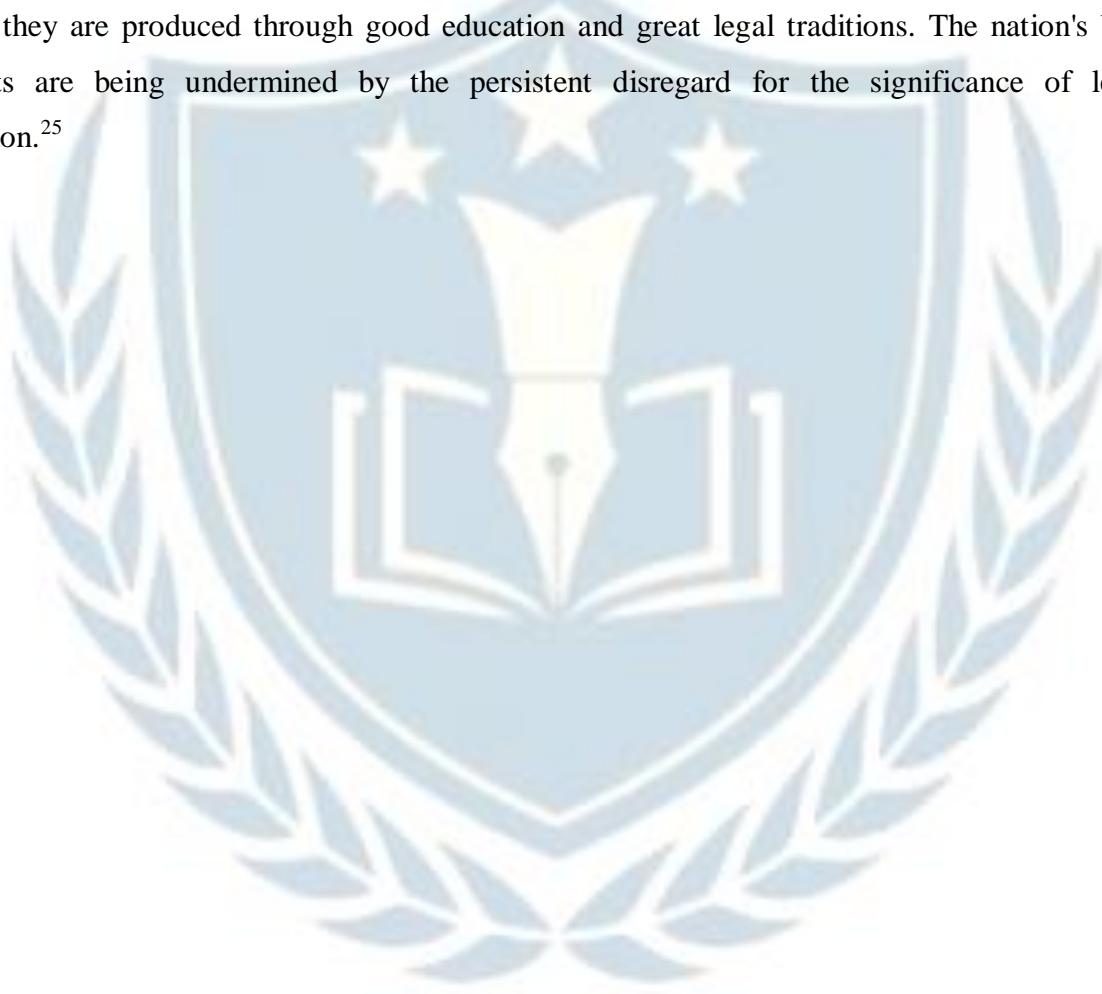 they are produced through good education and great legal traditions. The nation's
ts are being undermined by the persistent disregard for the significance of
on.25